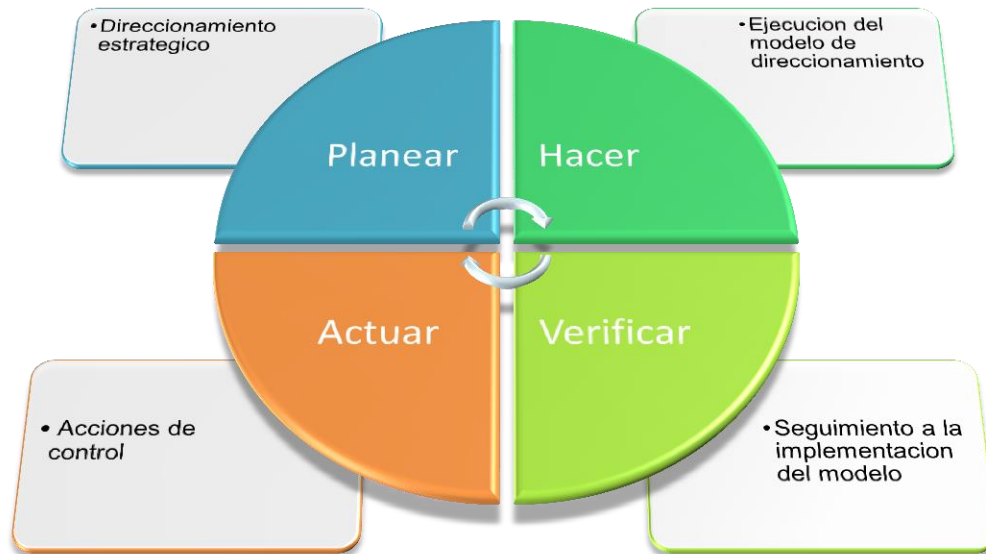 •Direccionamiento
estrategico
•Ejecucion del
modelo de
direccionamiento
Planear
Hacer
Actuar
Verificar
• Acciones de
control
•Seguimiento a la
implementacion
del modelo